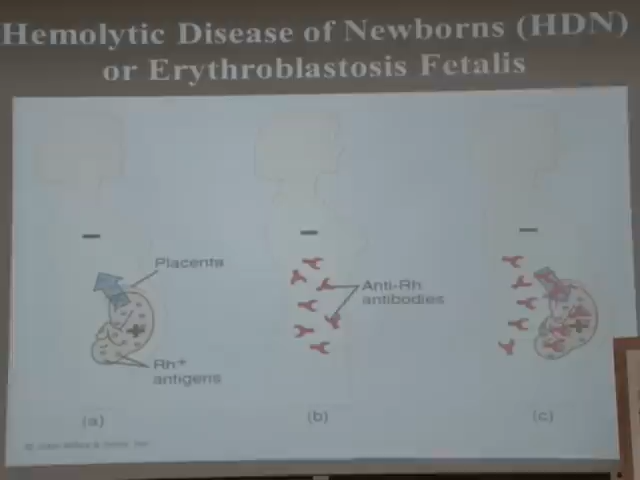 Hemolytic Disease of Newborns (HDN)
or Erythroblastosis Fetalis
−
−
−
Placenta
Anti-Rh
antibodies
+
+
Rh+
antigens
(a)
(b)
(c)